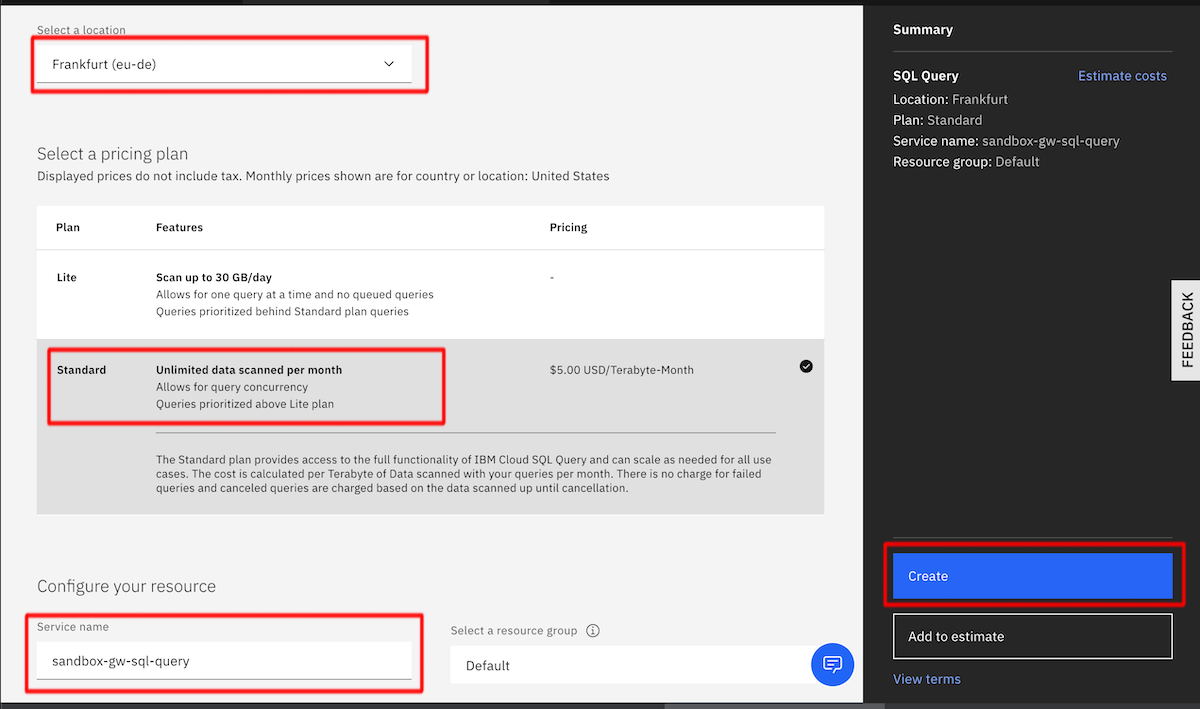 Select a location
Frankfurt (eu-de)
Select a pricing plan
Displayed prices do not include tax. Monthly prices shown are for country or location: United States
Plan Features Pricing
Lite Scan up to 30 GB/day -
Allows for one query at a time and no queued queries
Queries prioritized behind Standard plan queries
Standard Unlimited data scanned per month $5.00 USD/Terabyte-Month
Allows for query concurrency
Queries prioritized above Lite plan
The Standard plan provides access to the full functionality of IBM Cloud SQL Query and can scale as needed for all use
cases. The cost is calculated per Terabyte of Data scanned with your queries per month. There is no charge for failed
queries and canceled queries are charged based on the data scanned up until cancellation.
Configure your resource
Service name
sandbox-gw-sql-query
Select a resource group
Default
Summary
SQL Query Estimate costs
Location: Frankfurt
Plan: Standard
Service name: sandbox-gw-sql-query
Resource group: Default
FEEDBACK
Create
Add to estimate
View terms